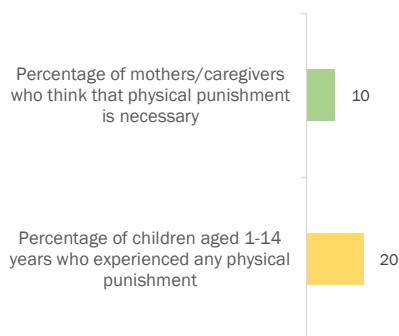 Percentage of mothers/caregivers
who think that physical punishment
is necessary
10
Percentage of children aged 1-14
years who experienced any physical
punishment
20